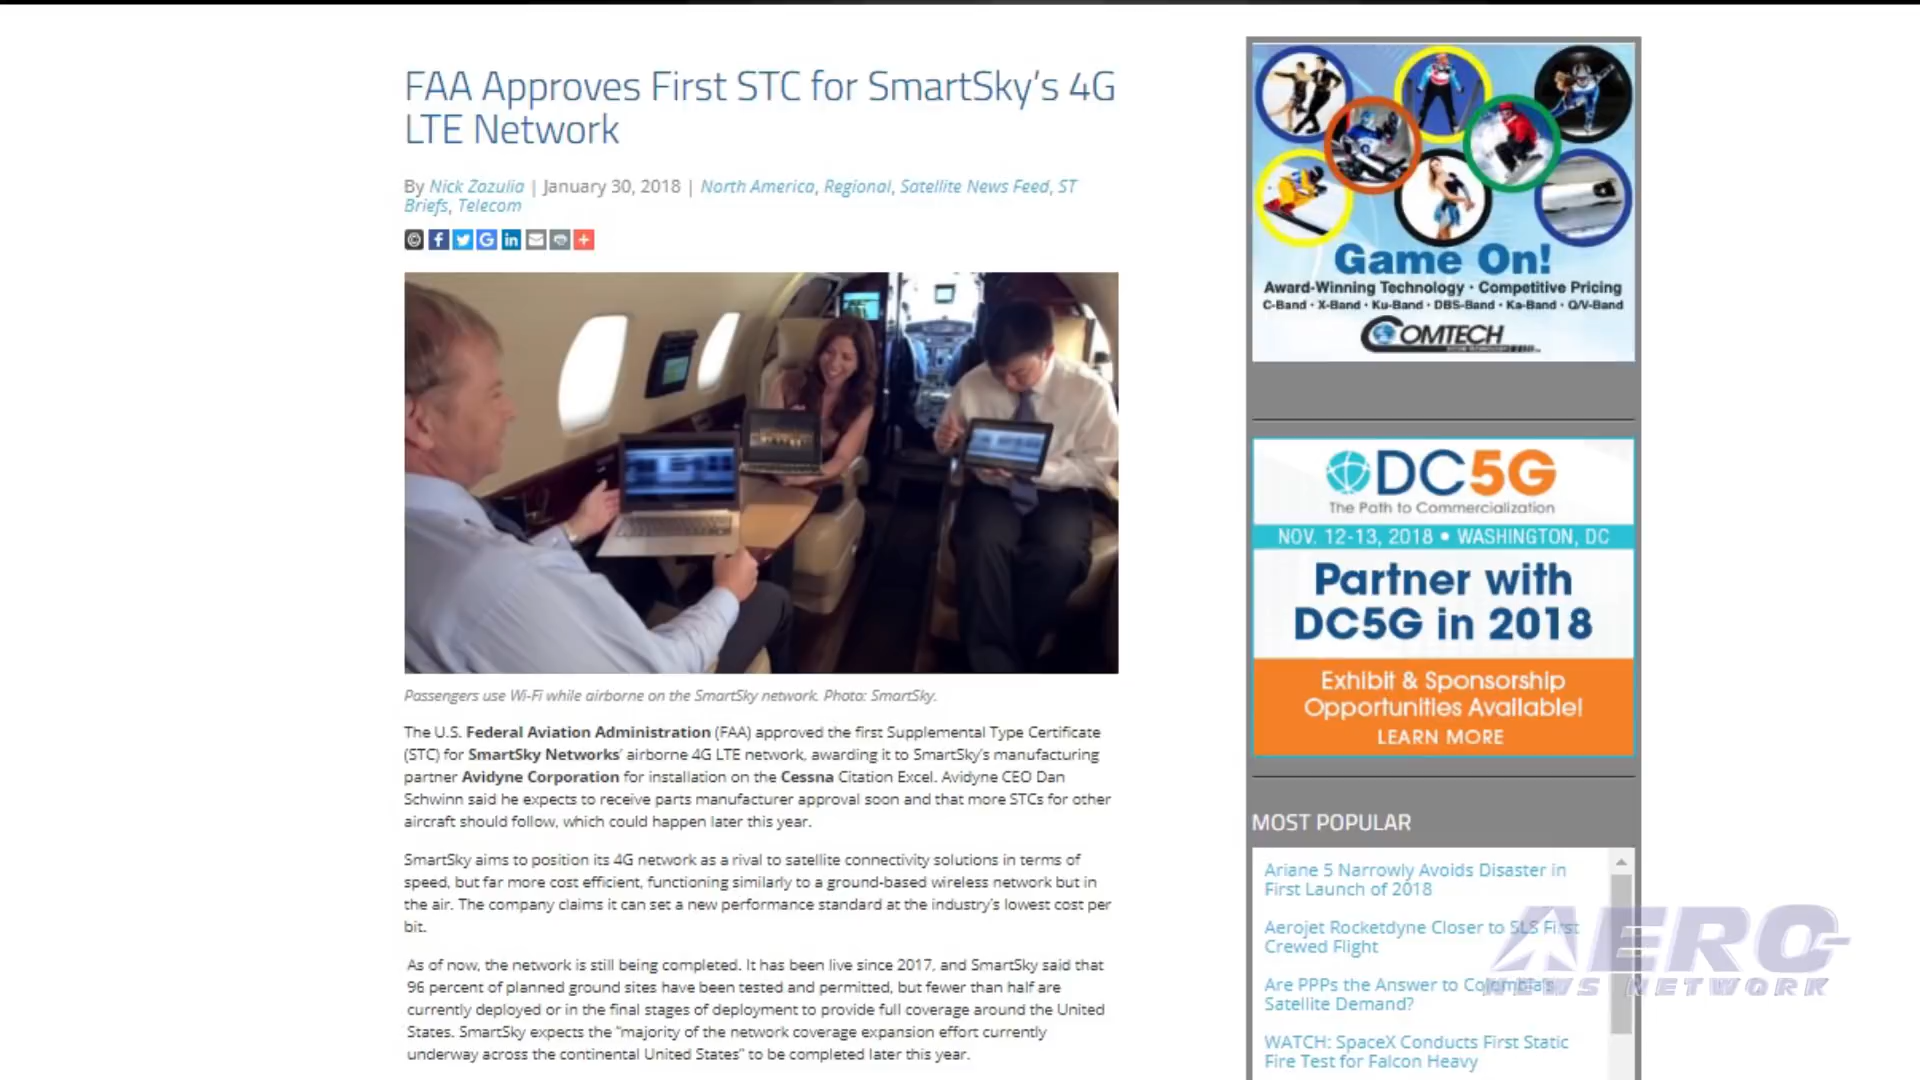 FAA Approves First STC for SmartSky's 4G
LTE Network
By Nick Zazulia | January 30, 2018 | North America, Regional, Satellite News Feed, ST
Briefs, Telecom
Passengers use Wi-Fi while airborne on the SmartSky network. Photo: SmartSky.
The U.S. Federal Aviation Administration (FAA) approved the first Supplemental Type Certificate
(STC) for SmartSky Networks' airborne 4G LTE network, awarding it to SmartSky's manufacturing
partner Avidyne Corporation for installation on the Cessna Citation Excel. Avidyne CEO Dan
Schwinn said he expects to receive parts manufacturer approval soon and that more STCs for other
aircraft should follow, which could happen later this year.
SmartSky aims to position its 4G network as a rival to satellite connectivity solutions in terms of
speed, but far more cost efficient, functioning similarly to a ground-based wireless network but in
the air. The company claims it can set a new performance standard at the industry's lowest cost per
bit.
As of now, the network is still being completed. It has been live since 2017, and SmartSky said that
96 percent of planned ground sites have been tested and permitted, but fewer than half are
currently deployed or in the final stages of deployment to provide full coverage around the United
States. SmartSky expects the "majority of the network coverage expansion effort currently
underway across the continental United States" to be completed later this year.
Game On!
Award-Winning Technology • Competitive Pricing
C-Band • X-Band • Ku-Band • DBS-Band • Ka-Band • Q/V-Band
COMTECH
DC5G
The Path to Commercialization
NOV. 12-13, 2018 • WASHINGTON, DC
Partner with
DC5G in 2018
Exhibit & Sponsorship
Opportunities Available!
LEARN MORE
MOST POPULAR
Ariane 5 Narrowly Avoids Disaster in
First Launch of 2018
Aerojet Rocketdyne Closer to SLS First
Crewed Flight
Are PPPs the Answer to Colombia's
Satellite Demand?
WATCH: SpaceX Conducts First Static
Fire Test for Falcon Heavy
AERO-
NEWS NETWORK